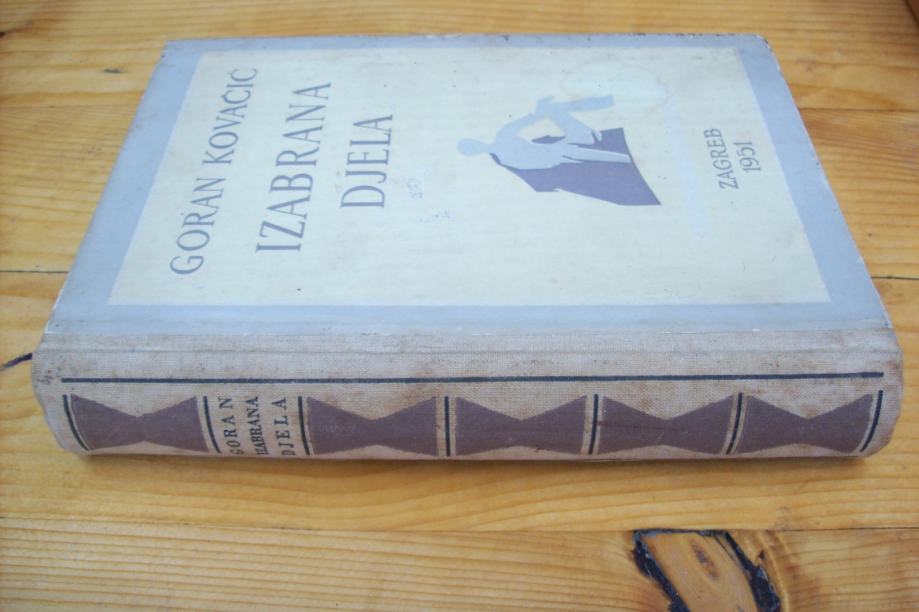 GORAN KOVAČIĆ
IZABRANA
DJELA
ZAGREB
1951
GORAN
IZABRANA
DJELA